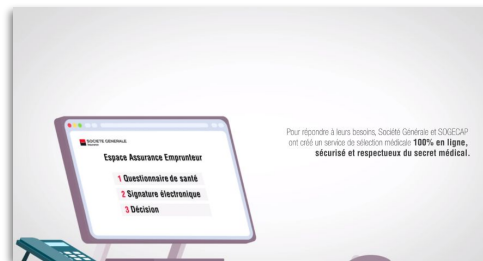 Pour répondre à leurs besoins, Société Générale et SOGECAP
ont créé un service de sélection médicale 100% en ligne,
sécurisé et respectueux du secret médical.
SOCIETE GENERALE
Espace Assurance Emprunteur
1 Questionnaire de santé
2 Signature électronique
3 Décision